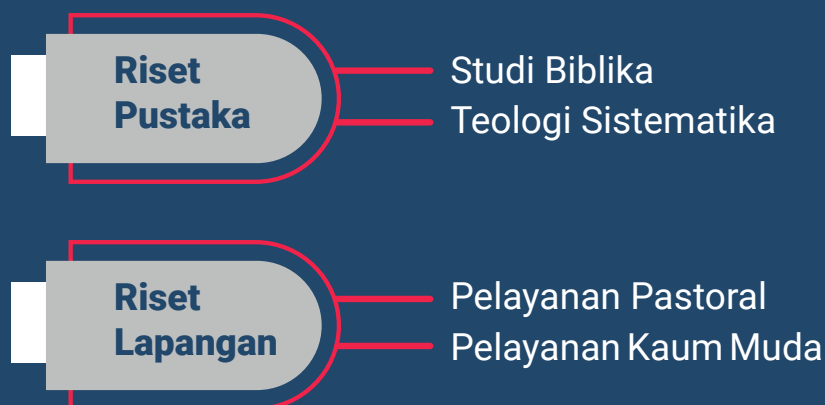 Riset
Pustaka
Studi Biblika
Teologi Sistematika
Riset
Lapangan
Pelayanan Pastoral
Pelayanan Kaum Muda